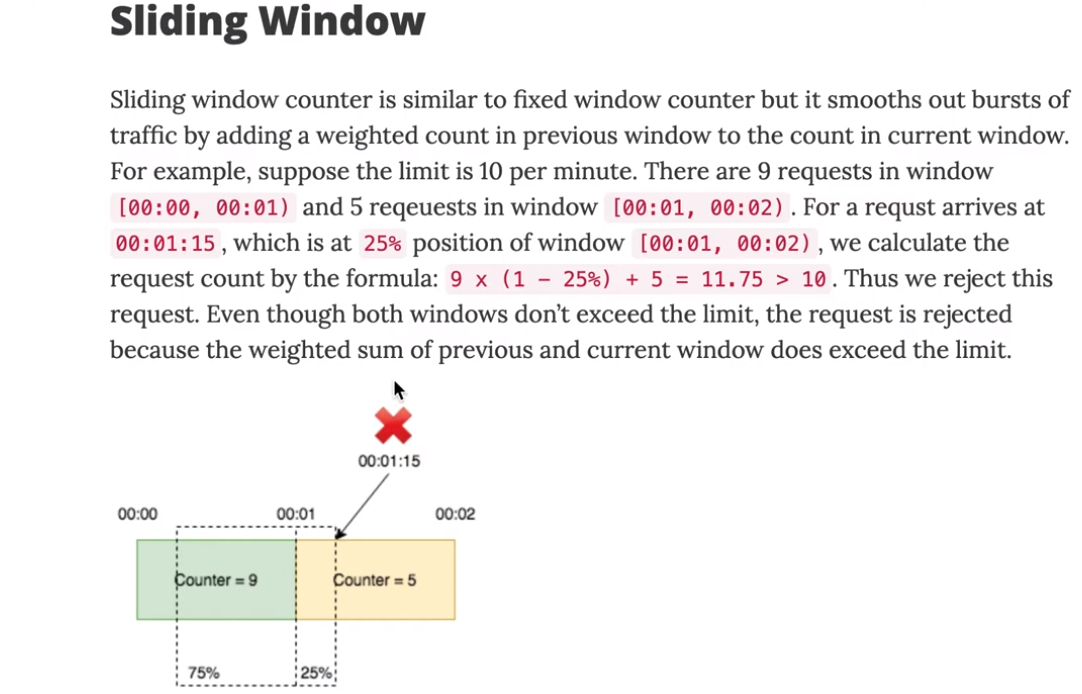 Sliding Window
Sliding window counter is similar to fixed window counter but it smooths out bursts of
traffic by adding a weighted count in previous window to the count in current window.
For example, suppose the limit is 10 per minute. There are 9 requests in window
[00:00, 00:01) and 5 reqeuests in window [00:01, 00:02). For a requst arrives at
00:01:15, which is at 25% position of window [00:01, 00:02), we calculate the
request count by the formula: 9 x (1 - 25%) + 5 = 11.75 > 10. Thus we reject this
request. Even though both windows don’t exceed the limit, the request is rejected
because the weighted sum of previous and current window does exceed the limit.
00:01:15
00:00 00:01 00:02
Counter = 9 Counter = 5
75% 25%